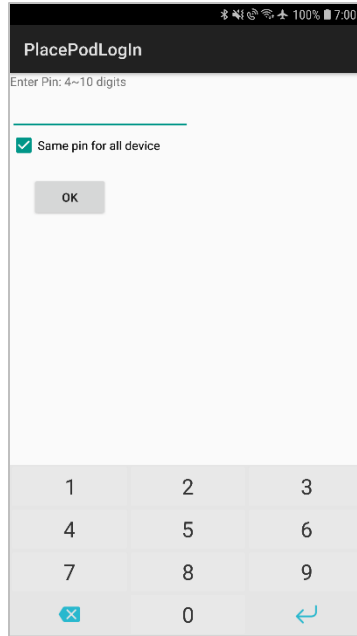 100% 7:00
PlacePodLogIn
Enter Pin: 4~10 digits
Same pin for all device
OK
1 2 3
4 5 6
7 8 9
0